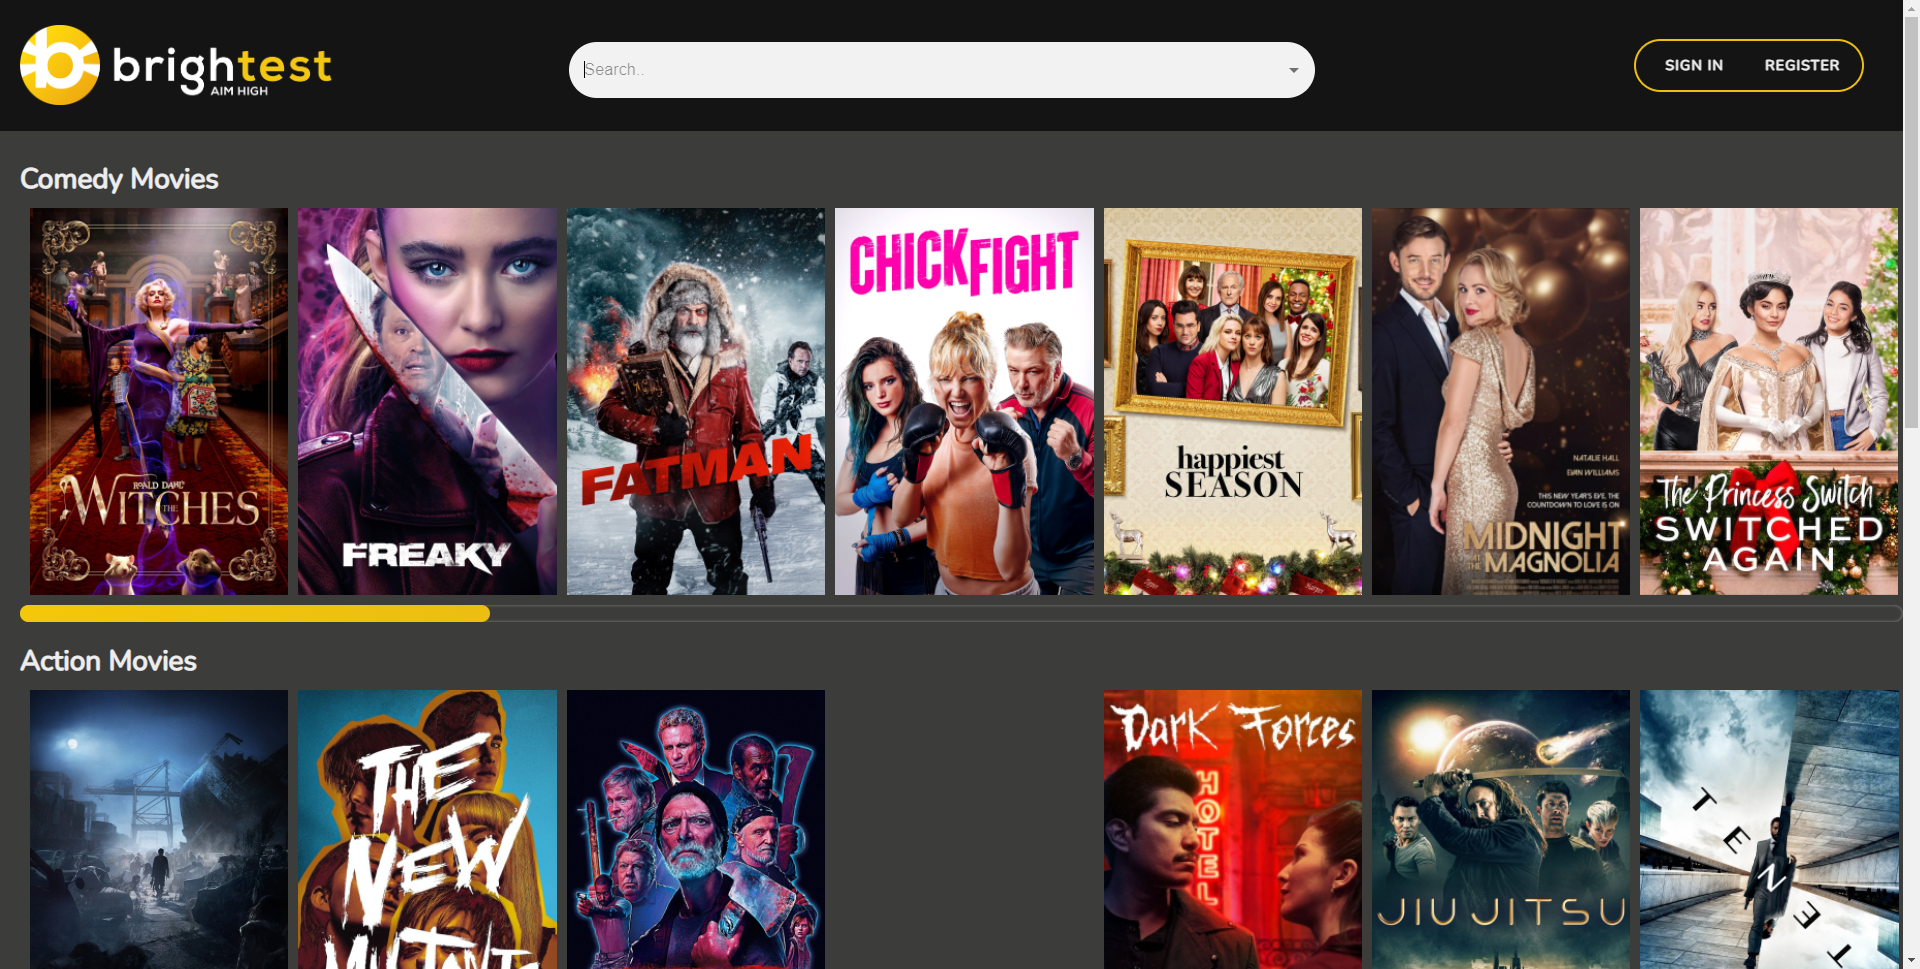 brightest
AIM HIGH
Search..
SIGN IN
REGISTER
Comedy Movies
ROALD DAHL
WITCHES
THE
FREAKY
FATMAN
CHICK FIGHT
happiest
SEASON
NATALIE HALL
EVAN WILLIAMS
THIS NEW YEAR'S EVE, THE
COUNTDOWN TO LOVE IS ON
MIDNIGHT
AT THE MAGNOLIA
The Princess Switch
SWITCHED
AGAIN
Action Movies
THE
NEW
MUTANT
Dark Forces
HOTEL
JIU JITSU
TENET